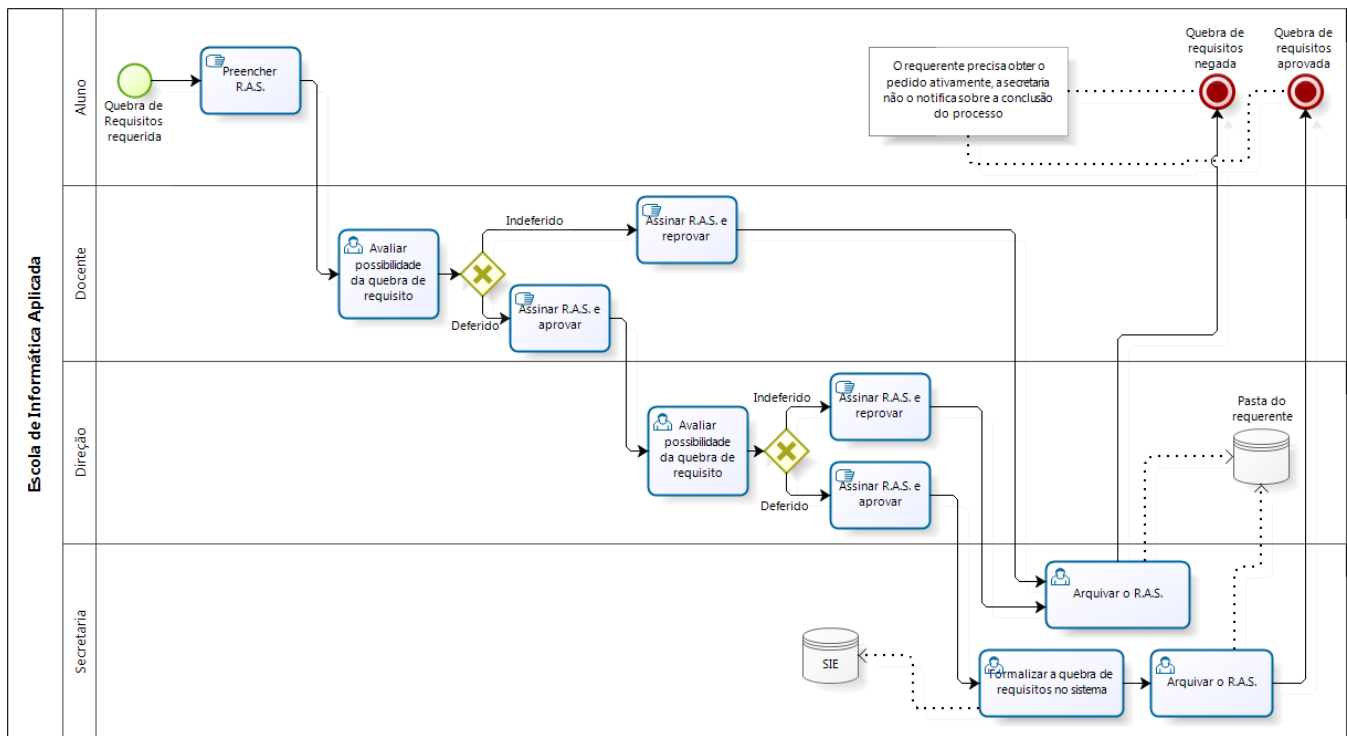 Escola de Informática Aplicada
Aluno
Quebra de
Requisitos
requerida
Preencher
R.A.S.
O requerente precisa obter o
pedido ativamente, a secretaria
não o notifica sobre a conclusão
do processo
Quebra de
requisitos
negada
Quebra de
requisitos
aprovada
Docente
Avaliar
possibilidade
da quebra de
requisito
Indeferido
Assinar R.A.S. e
reprovar
Deferido
Assinar R.A.S. e
aprovar
Direção
Avaliar
possibilidade
da quebra de
requisito
Indeferido
Assinar R.A.S. e
reprovar
Deferido
Assinar R.A.S. e
aprovar
Pasta do
requerente
Secretaria
Arquivar o R.A.S.
SIE
Formalizar a quebra de
requisitos no sistema
Arquivar o R.A.S.